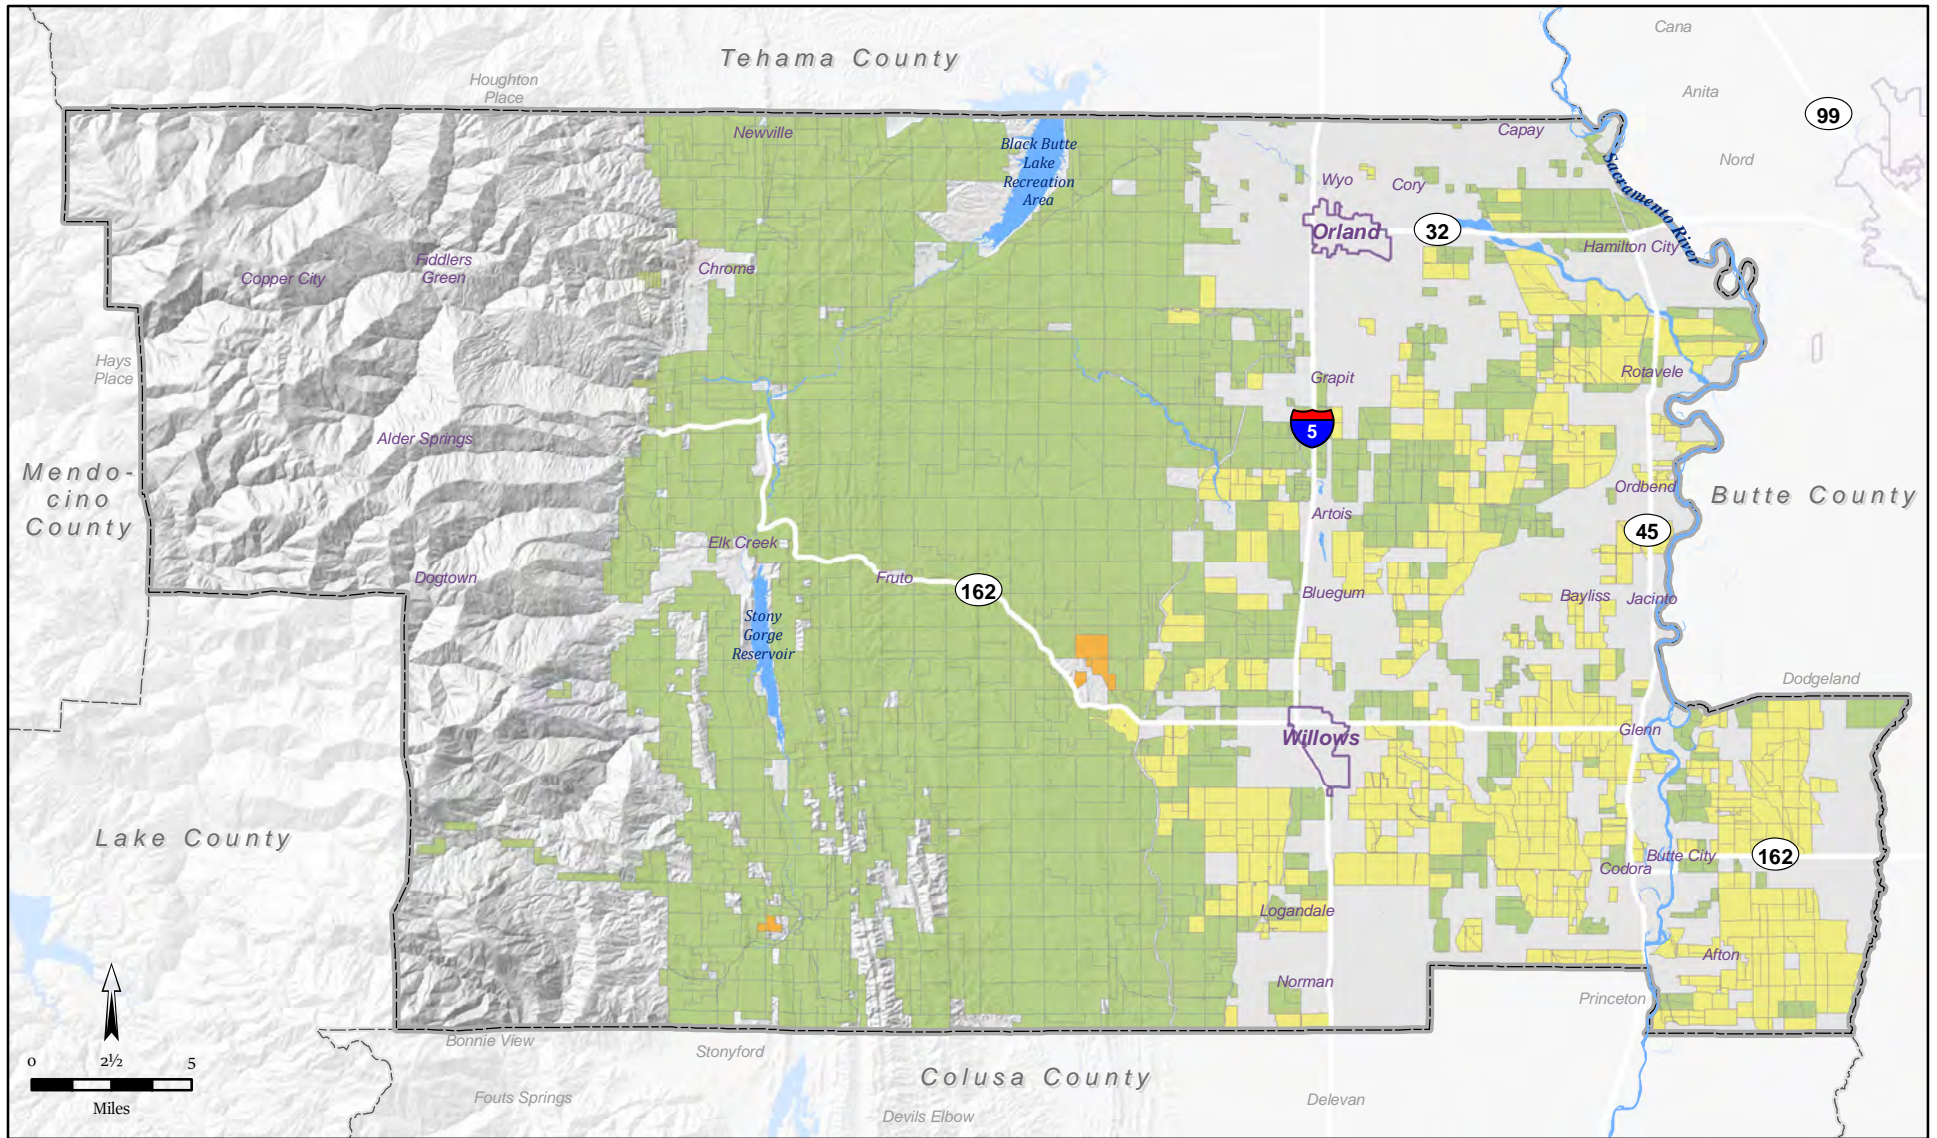 Cana
Tehama County
Houghton
Place
Anita
99
Newville
Capay
Black Butte
Lake
Recreation
Area
Nord
Sacramento River
Wyo
Cory
Orland
32
Hamilton City
Fiddlers
Green
Copper City
Chrome
Hays
Place
Grapit
Rotavele
5
Alder Springs
Mendo-
cino
County
Ordbend
Butte County
Artois
45
Elk Creek
Dogtown
Fruto
162
Bluegum
Bayliss
Jacinto
Stony
Gorge
Reservoir
Dodgeland
Glenn
Willows
Lake County
Butte City
162
Codora
Logandale
Afton
Norman
Princeton
Bonnie View
Stonyford
Colusa County
0 2½ 5
Miles
Fouts Springs
Devils Elbow
Delevan